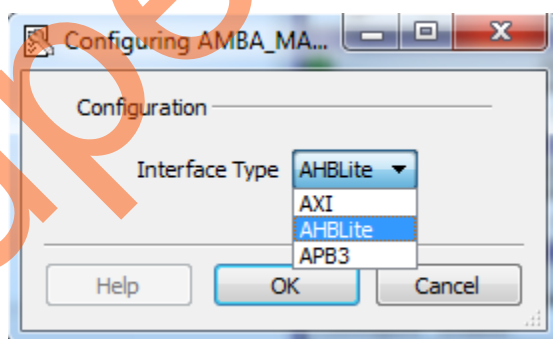 Configuring AMBA_MA...
Configuration
Interface Type AHBLite
AXI
AHBLite
APB3
Help OK Cancel